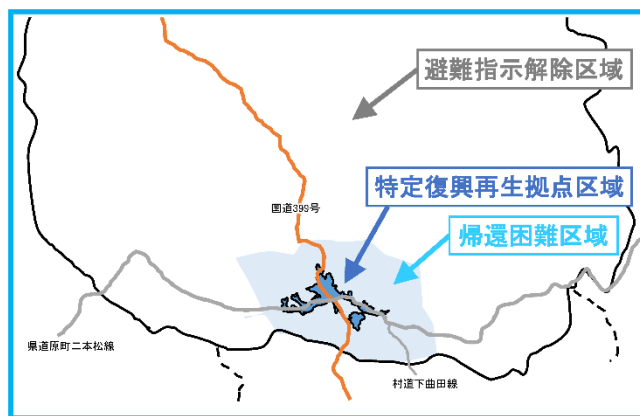 避難指示解除区域
特定復興再生拠点区域
国道399号
帰還困難区域
県道原町二本松線
村道下曲田線